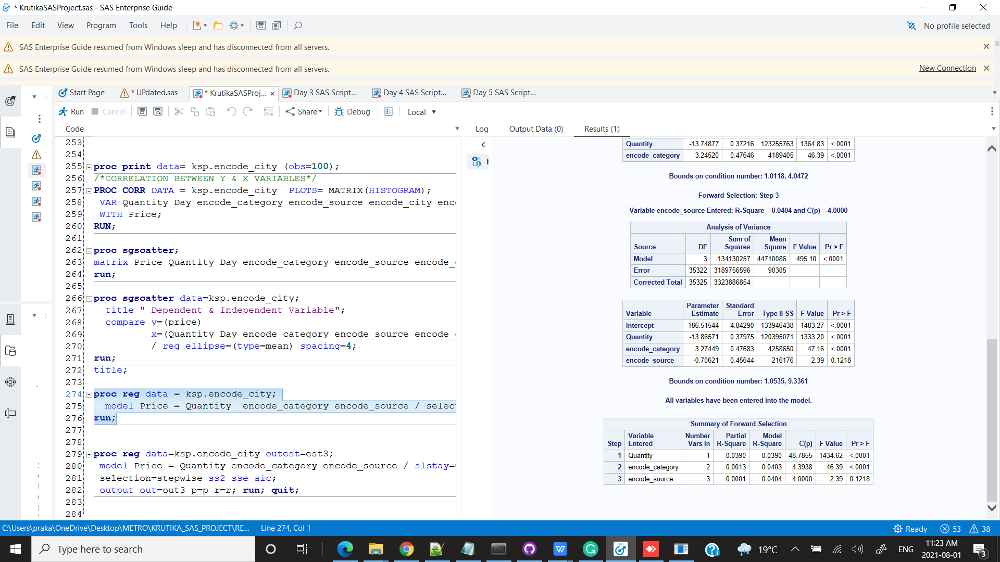 * KrutikaSASProject.sas - SAS Enterprise Guide
File Edit View Program Tools Help
No profile selected
SAS Enterprise Guide resumed from Windows sleep and has disconnected from all servers.
SAS Enterprise Guide resumed from Windows sleep and has disconnected from all servers.
New Connection
Start Page * UPdated.sas * KrutikaSASProj... Day 3 SAS Script... Day 4 SAS Script... Day 5 SAS Script...
Run Cancel Share Debug Local
Code
253
254
255 proc print data= ksp.encode_city (obs=100);
256 /*CORRELATION BETWEEN Y & X VARIABLES*/
257 PROC CORR DATA = ksp.encode_city PLOTS= MATRIX(HISTOGRAM);
258 VAR Quantity Day encode_category encode_source encode_city enc
259 WITH Price;
260 RUN;
261
262 proc sgscatter;
263 matrix Price Quantity Day encode_category encode_source encode_
264 run;
265
266 proc sgscatter data=ksp.encode_city;
267 title " Dependent & Independent Variable";
268 compare y=(price)
269 x=(Quantity Day encode_category encode_source encode_
270 / reg ellipse=(type=mean) spacing=4;
271 run;
272 title;
273
274 proc reg data = ksp.encode_city;
275 model Price = Quantity encode_category encode_source / selec
276 run;
277
278
279 proc reg data=ksp.encode_city outest=est3;
280 model Price = Quantity encode_category encode_source / slstay=
281 selection=stepwise ss2 sse aic;
282 output out=out3 p=p r=r; run; quit;
283
284
Log Output Data (0) Results (1)
Quantity -13.74877 0.37216 123255763 1364.83 <.0001
encode_category 3.24520 0.47646 4189405 46.39 <.0001
Bounds on condition number: 1.0118, 4.0472
Forward Selection: Step 3
Variable encode_source Entered: R-Square = 0.0404 and C(p) = 4.0000
Analysis of Variance
Source DF Sum of Squares Mean Square F Value Pr > F
Model 3 134130257 44710086 495.10 <.0001
Error 35322 3189756596 90305
Corrected Total 35325 3323886854
Variable Parameter Estimate Standard Error Type II SS F Value Pr > F
Intercept 186.51544 4.84290 133946438 1483.27 <.0001
Quantity -13.86571 0.37975 120395071 1333.20 <.0001
encode_category 3.27449 0.47683 4258650 47.16 <.0001
encode_source -0.70621 0.45644 216176 2.39 0.1218
Bounds on condition number: 1.0535, 9.3361
All variables have been entered into the model.
Summary of Forward Selection
Step Variable Entered Number Vars In Partial R-Square Model R-Square C(p) F Value Pr > F
1 Quantity 1 0.0390 0.0390 48.7855 1434.62 <.0001
2 encode_category 2 0.0013 0.0403 4.3938 46.39 <.0001
3 encode_source 3 0.0001 0.0404 4.0000 2.39 0.1218
C:\Users\praka\OneDrive\Desktop\METRO\KRUTIKA_SAS_PROJECT\RE... Line 274, Col 1
Ready 53 38
Type here to search
19°C ENG 11:23 AM
2021-08-01
3